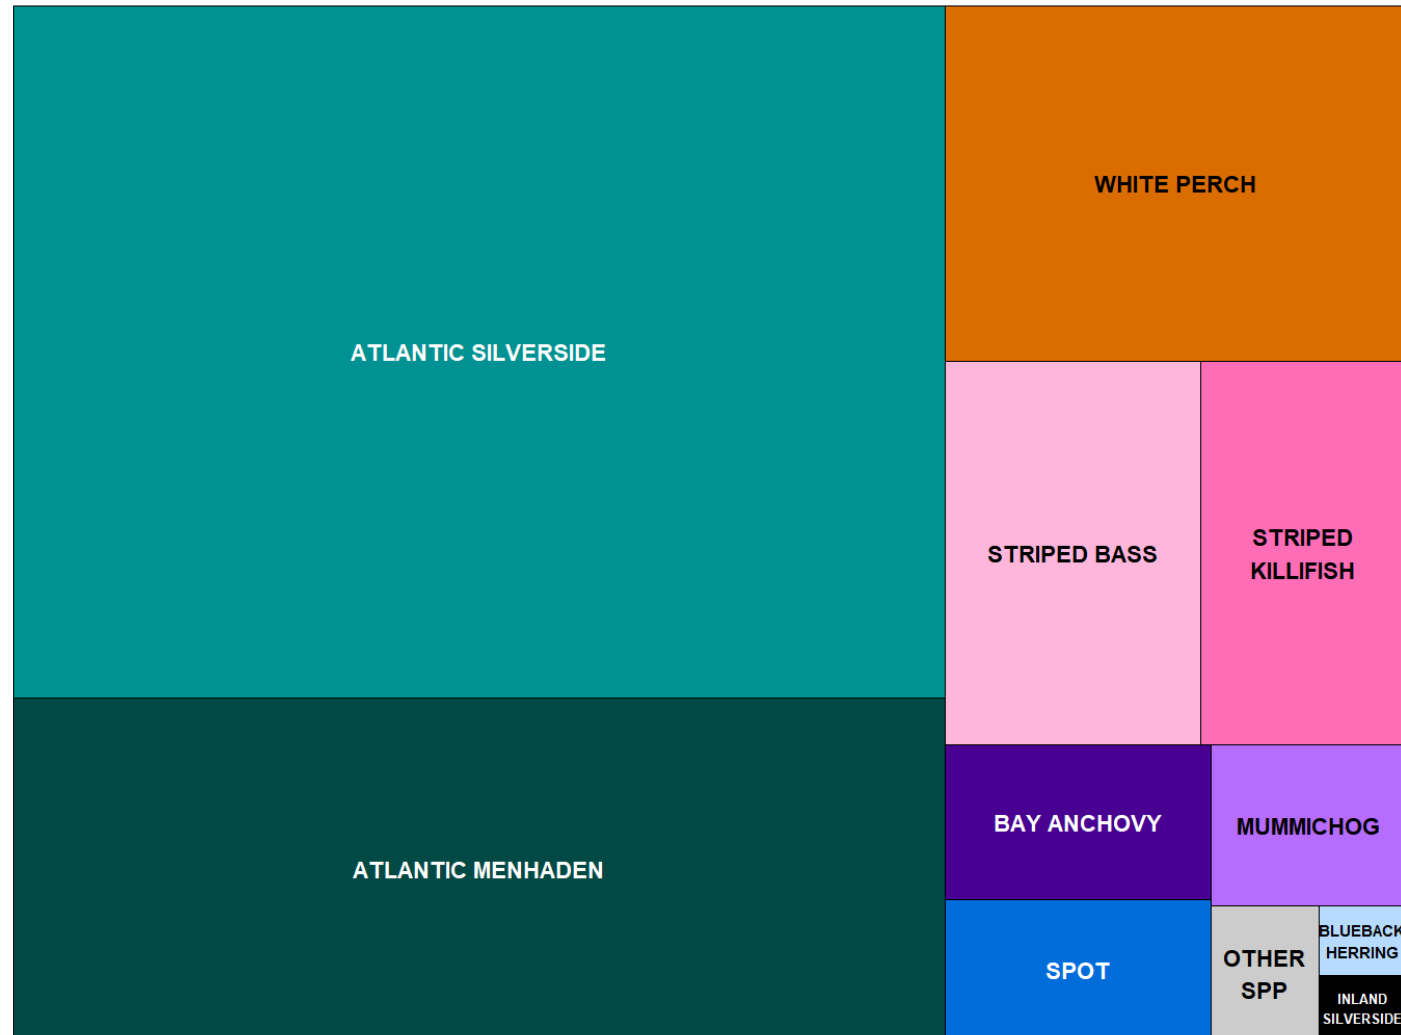 ATLANTIC SILVERSIDE
ATLANTIC MENHADEN
WHITE PERCH
STRIPED BASS
STRIPED
KILLIFISH
BAY ANCHOVY
MUMMICHOG
SPOT
OTHER
SPP
BLUEBACK
HERRING
INLAND
SILVERSIDE